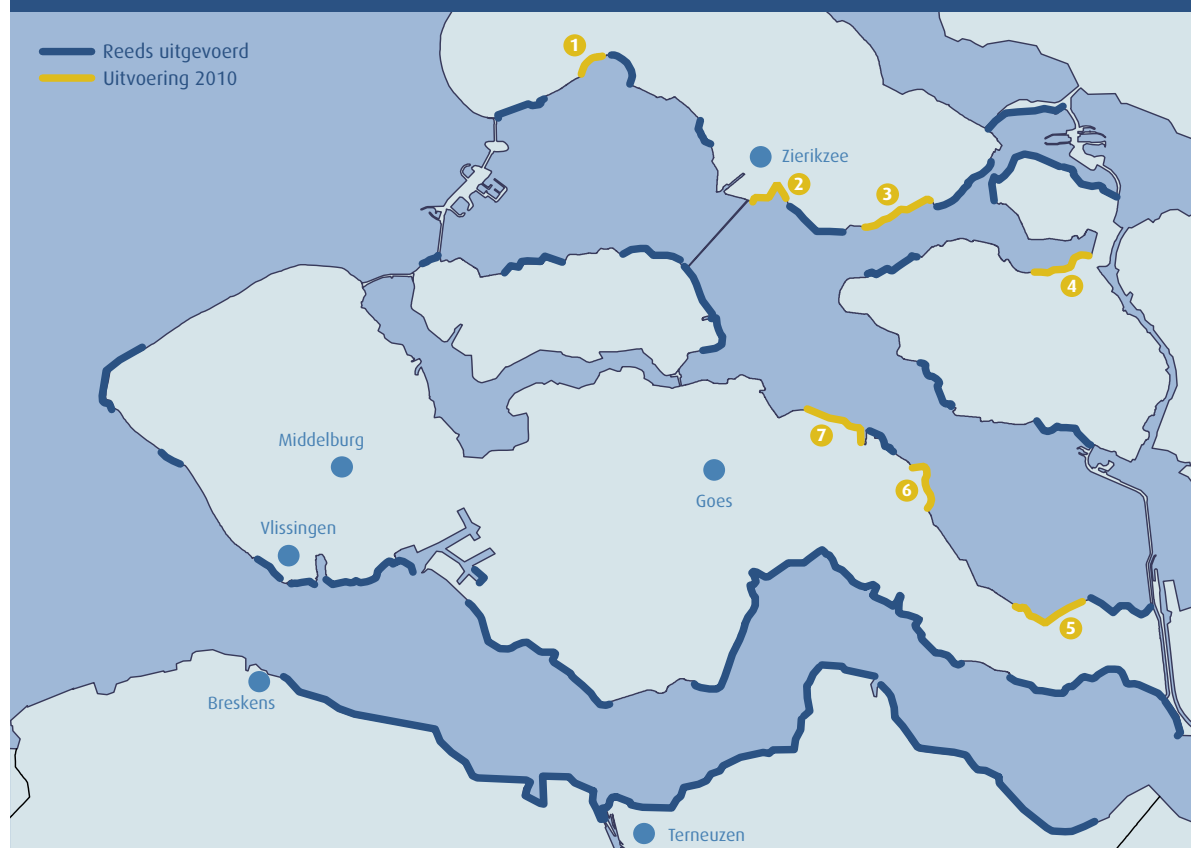 Reeds uitgevoerd
Uitvoering 2010
1
Zierikzee
2
3
4
Middelburg
7
Goes
6
Vlissingen
5
Breskens
Terneuzen